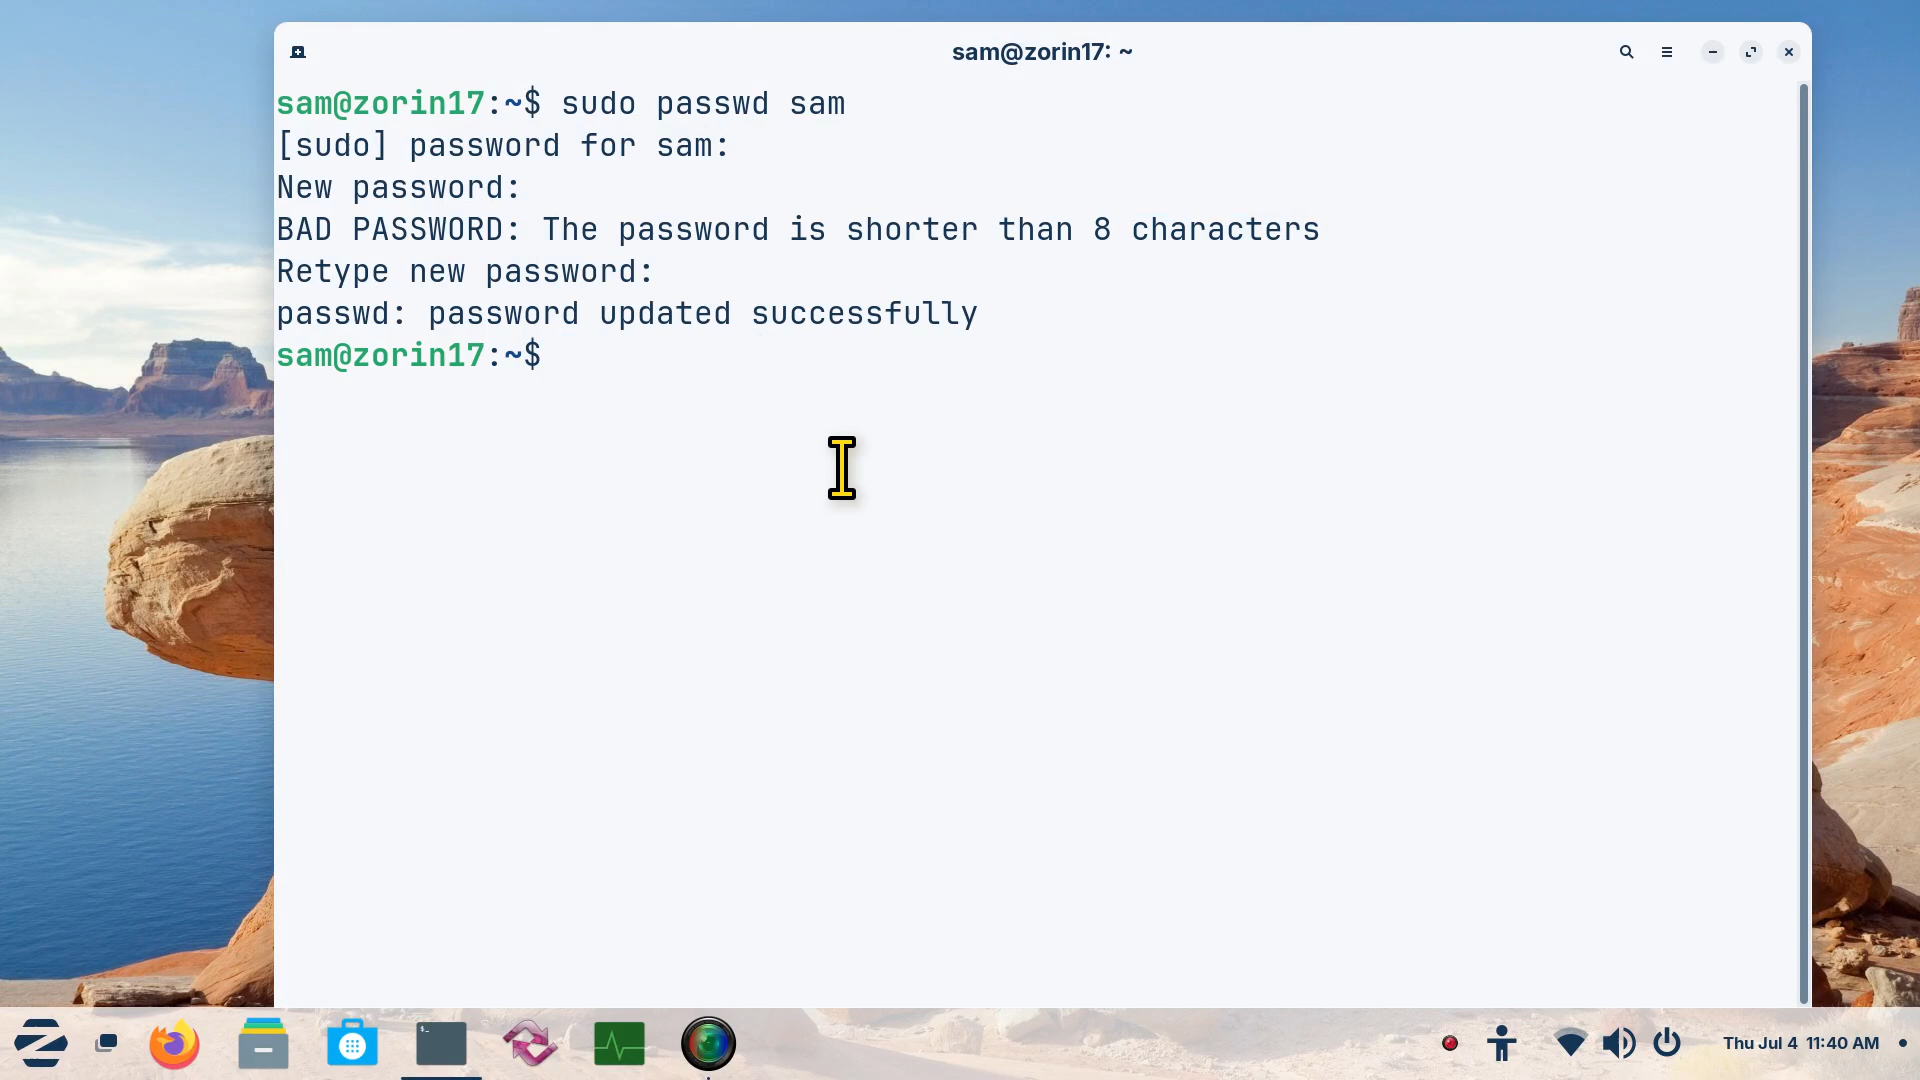 sam@zorin17: ~
sam@zorin17:~$ sudo passwd sam
[sudo] password for sam:
New password:
BAD PASSWORD: The password is shorter than 8 characters
Retype new password:
passwd: password updated successfully
sam@zorin17:~$
$_
Thu Jul 4 11:40 AM